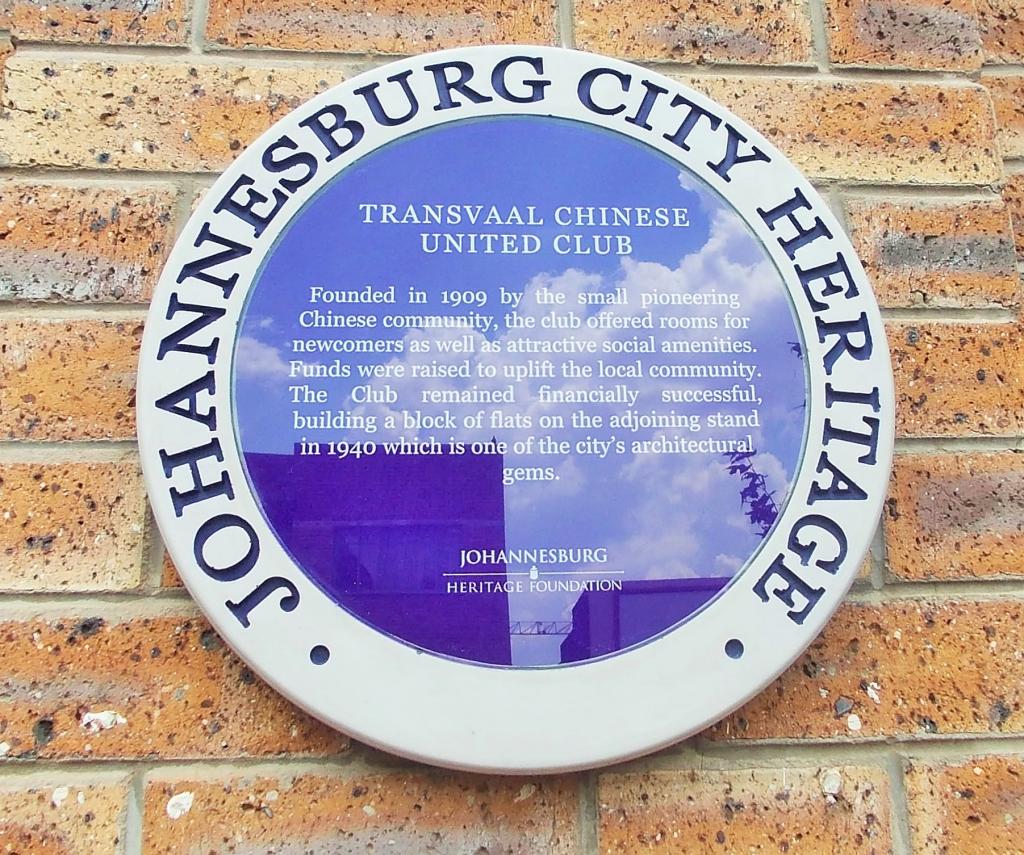 JOHANNESBURG CITY HERITAGE
TRANSVAAL CHINESE
UNITED CLUB
Founded in 1909 by the small pioneering
Chinese community, the club offered rooms for
newcomers as well as attractive social amenities.
Funds were raised to uplift the local community.
The Club remained financially successful,
building a block of flats on the adjoining stand
in 1940 which is one of the city's architectural
gems.
JOHANNESBURG
HERITAGE FOUNDATION